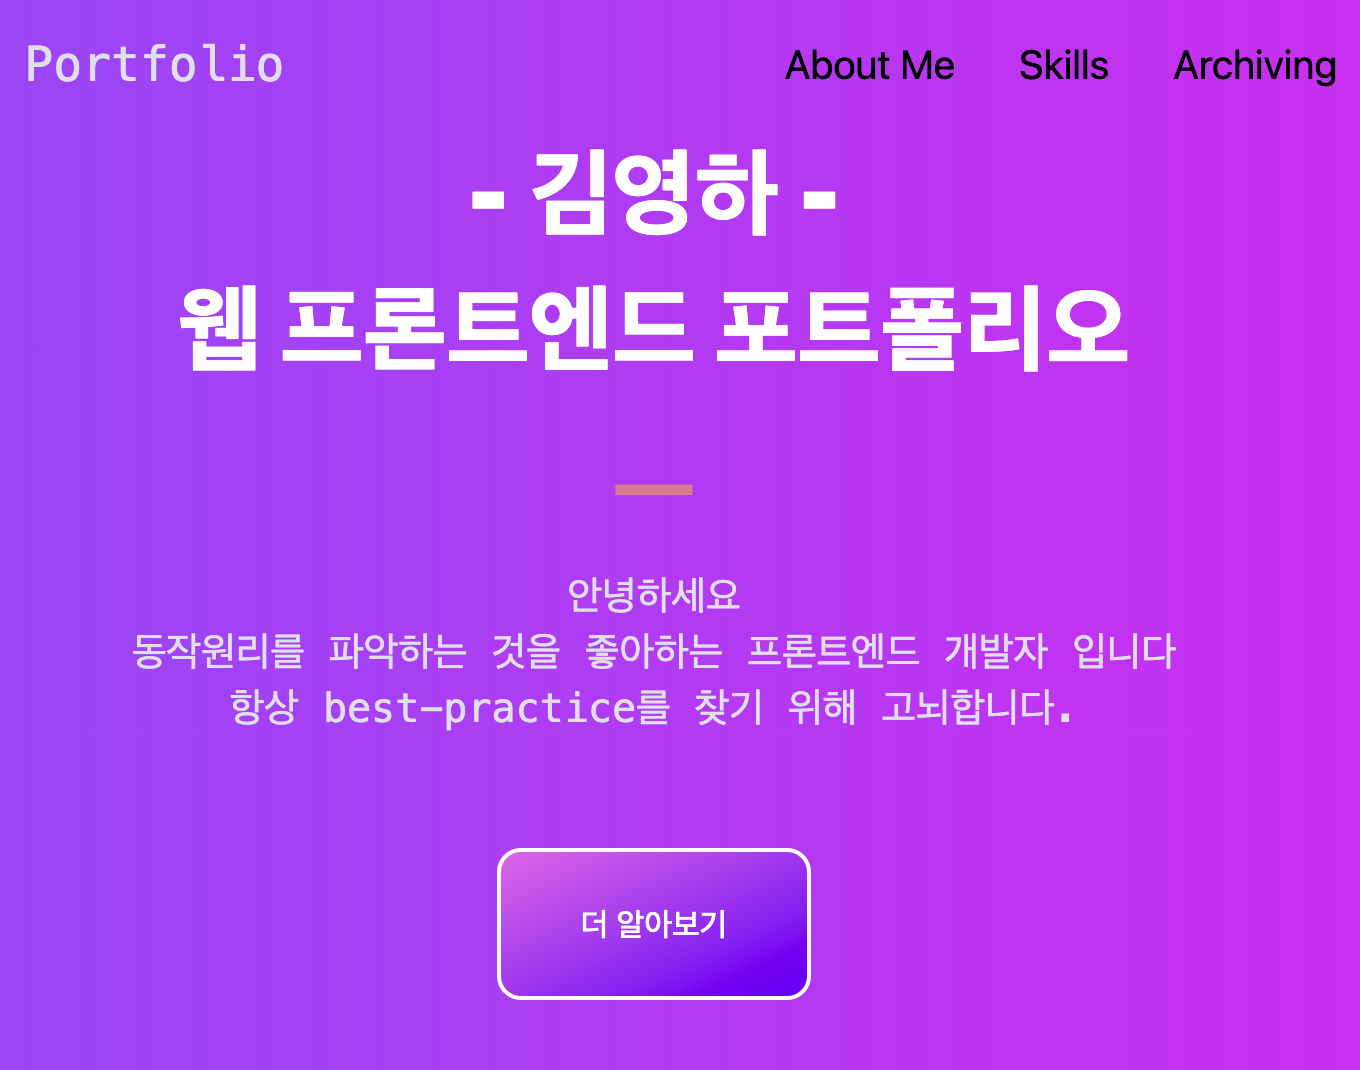 Portfolio
About Me Skills Archiving
- 김영하 -
웹 프론트엔드 포트폴리오
안녕하세요
동작원리를 파악하는 것을 좋아하는 프론트엔드 개발자 입니다
항상 best-practice를 찾기 위해 고뇌합니다.
더 알아보기